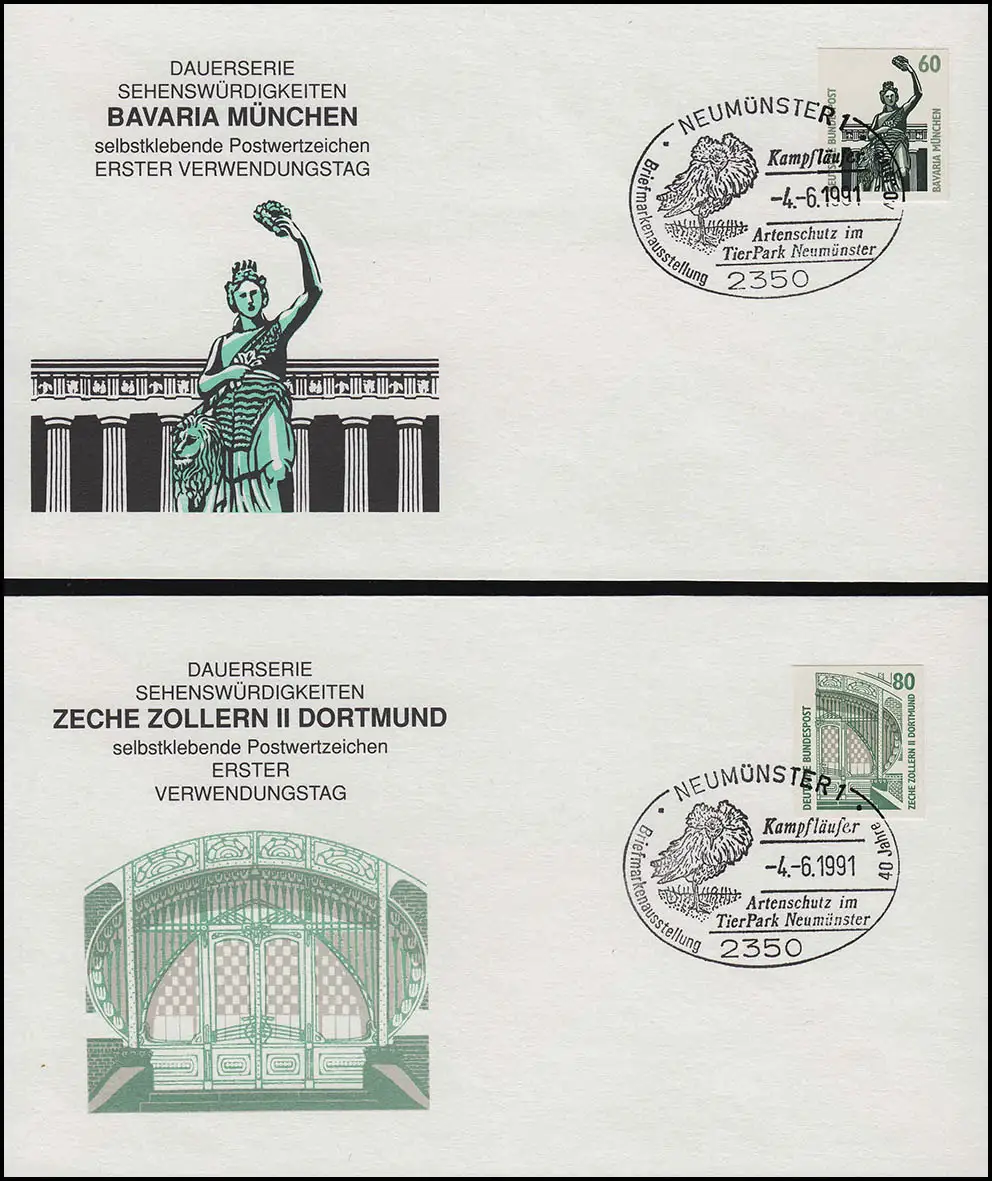 DAUERSERIE
SEHENSWÜRDIGKEITEN
BAVARIA MÜNCHEN
selbstklebende Postwertzeichen
ERSTER VERWENDUNGSTAG
60
DEUTSCHE BUNDESPOST
BAVARIA MÜNCHEN
NEUMÜNSTER 1
Briefmarkenausstellung
Kampfläufer
-4.-6.1991
Artenschutz im
TierPark Neumünster
2350
DAUERSERIE
SEHENSWÜRDIGKEITEN
ZECHE ZOLLERN II DORTMUND
selbstklebende Postwertzeichen
ERSTER
VERWENDUNGSTAG
80
DEUTSCHE BUNDESPOST
ZECHE ZOLLERN II DORTMUND
NEUMÜNSTER 1
Briefmarkenausstellung
40 Jahre
Kampfläufer
-4.-6.1991
Artenschutz im
TierPark Neumünster
2350